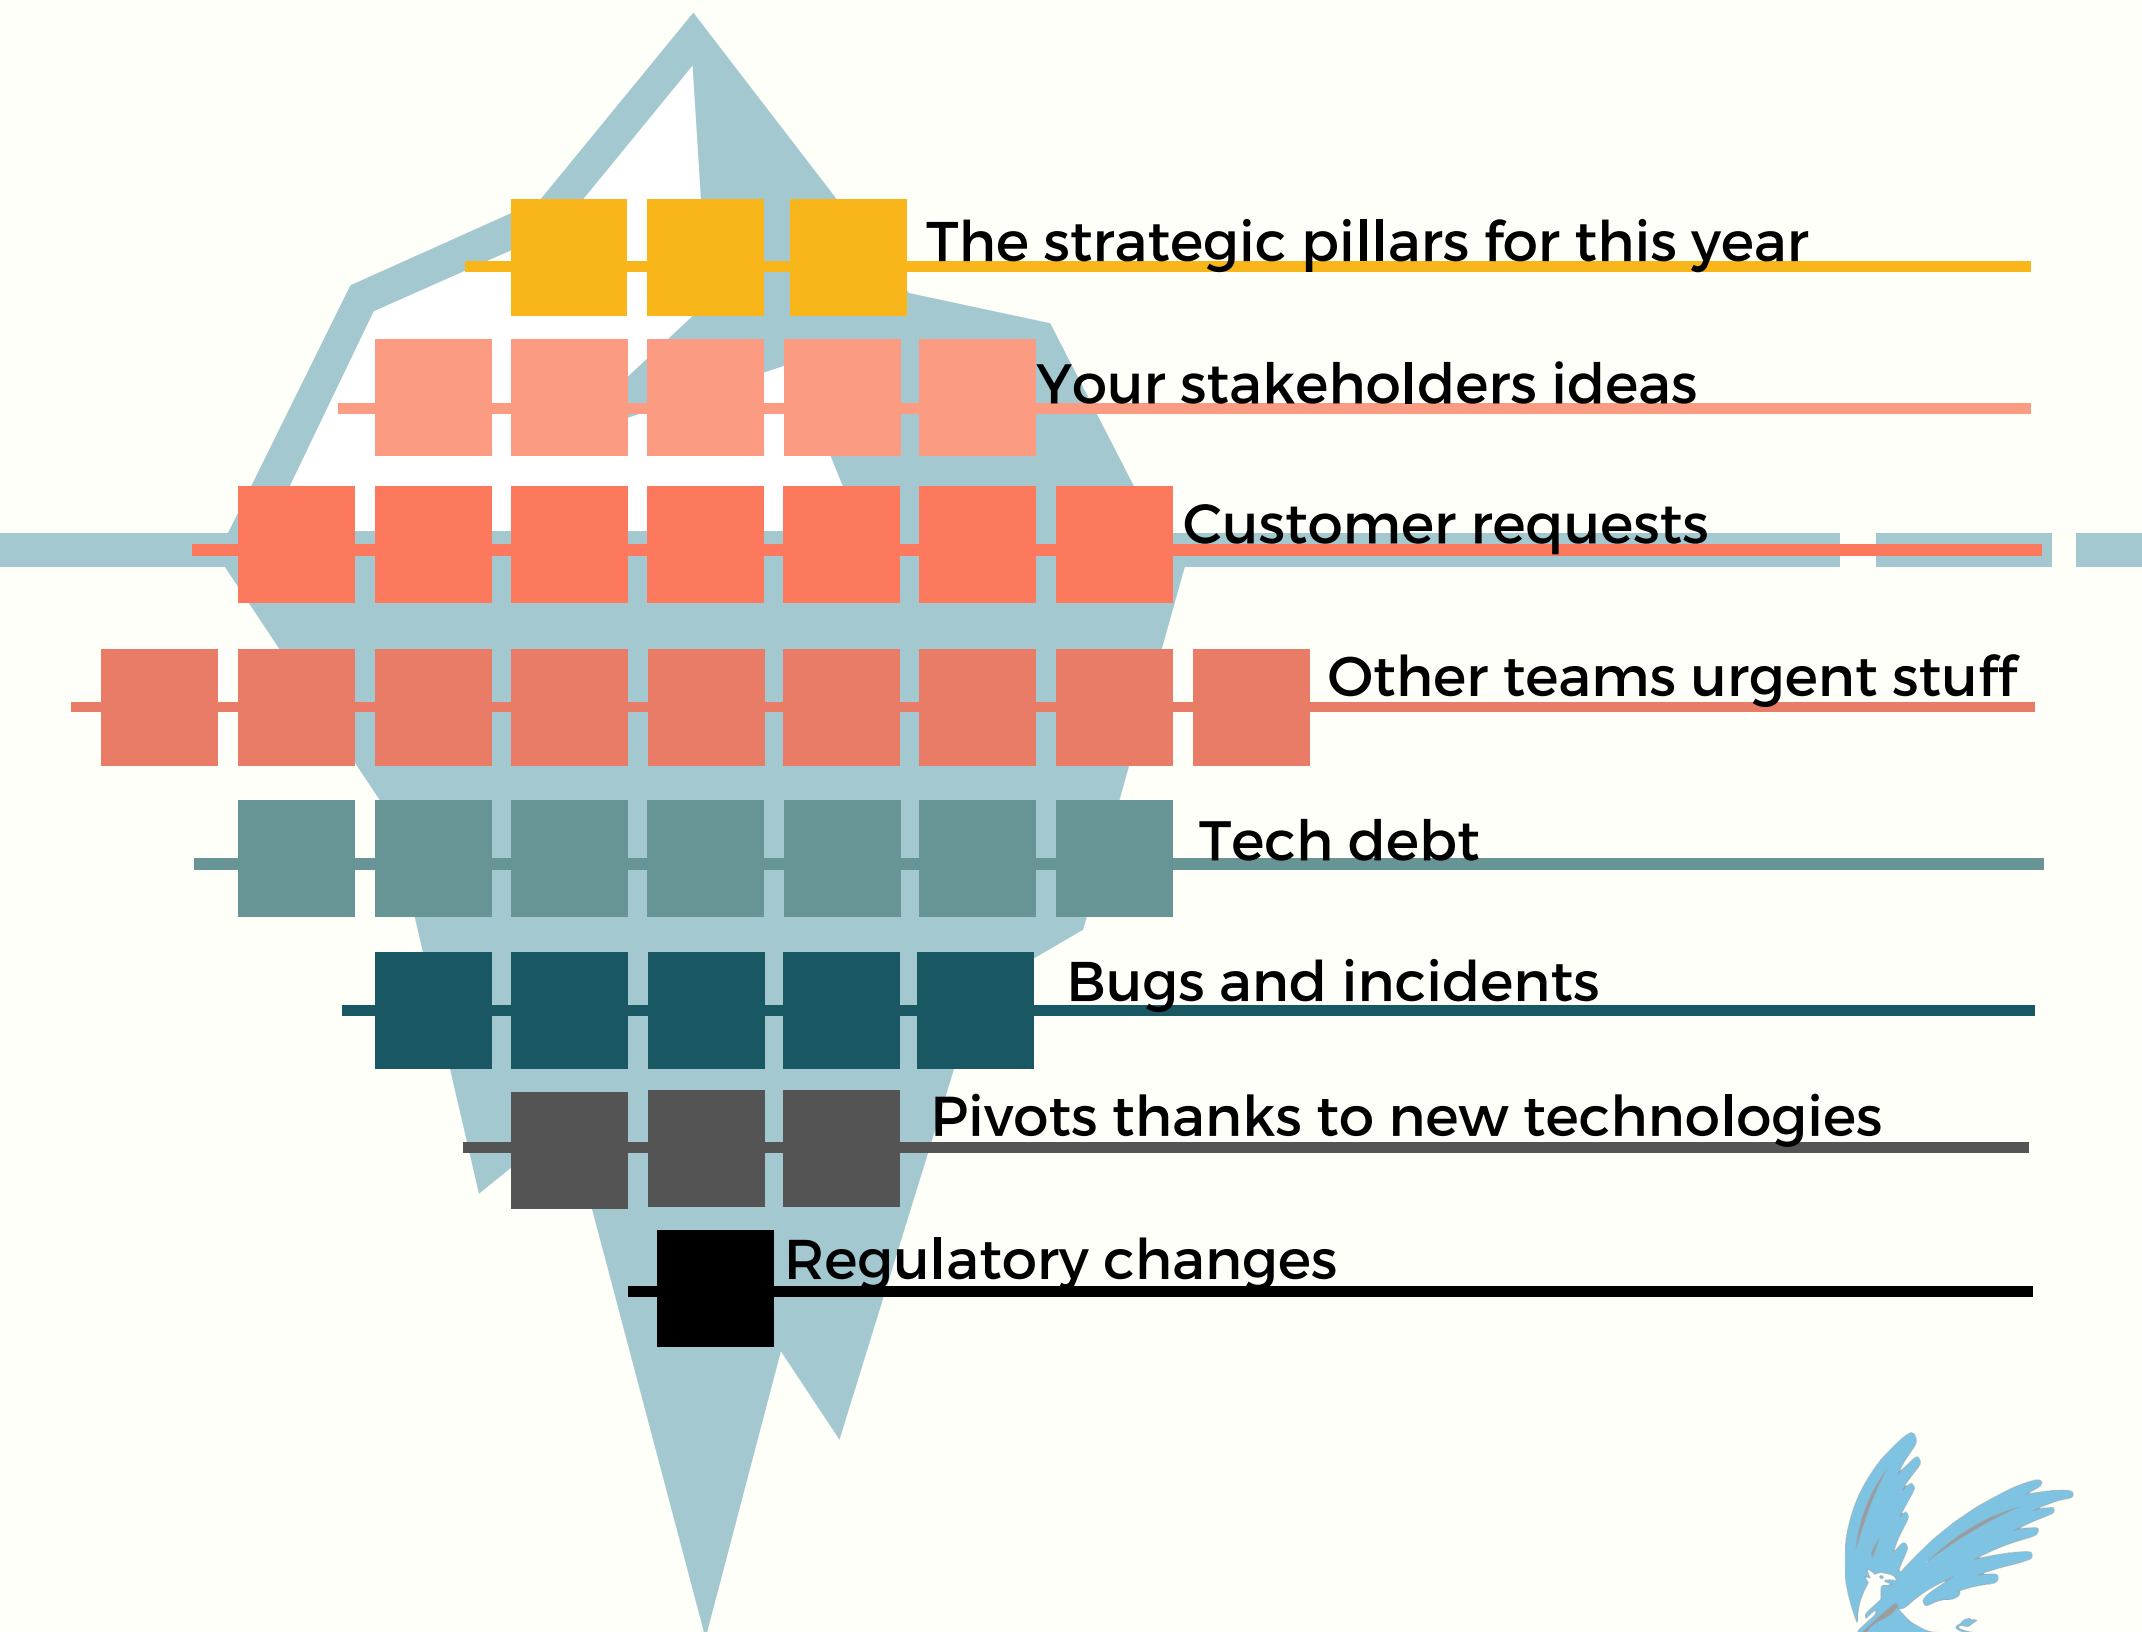 The strategic pillars for this year
Your stakeholders ideas
Customer requests
Other teams urgent stuff
Tech debt
Bugs and incidents
Pivots thanks to new technologies
Regulatory changes